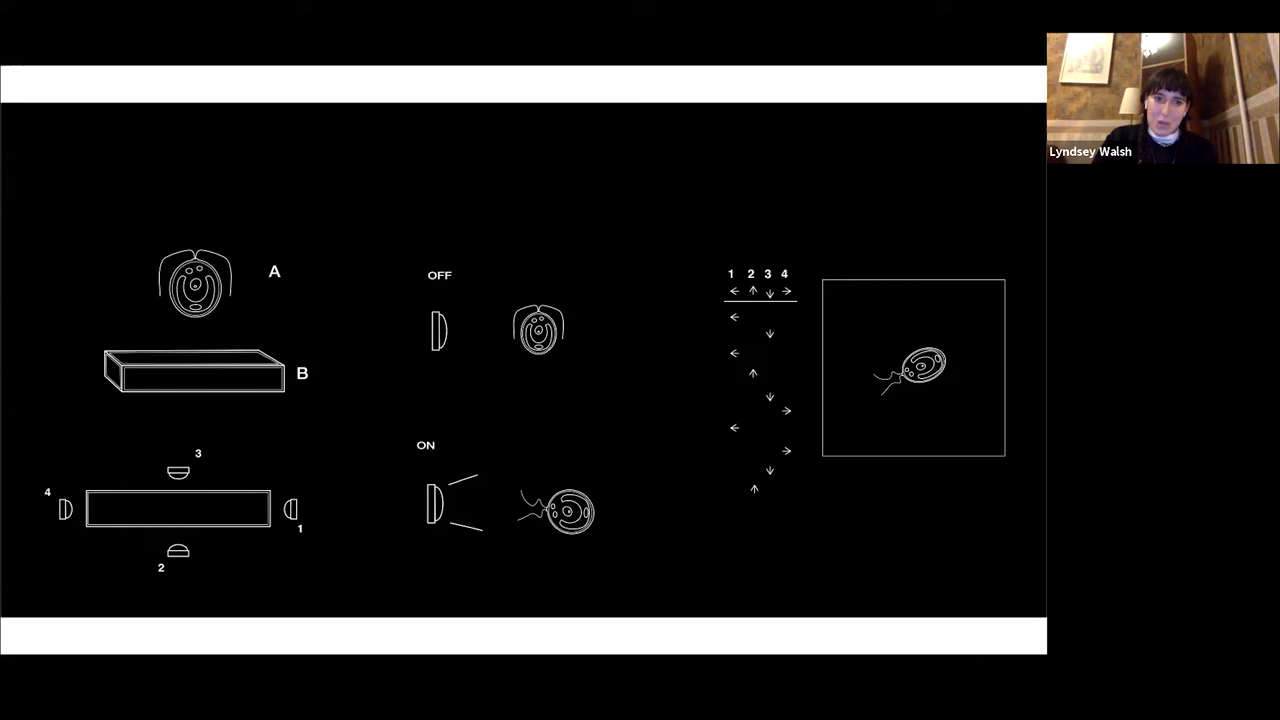 A
B
3
4
1
2
OFF
ON
1 2 3 4
← ↑ ↓ →
←
↓
←
↑
↓
→
←
→
↓
↑
Lyndsey Walsh